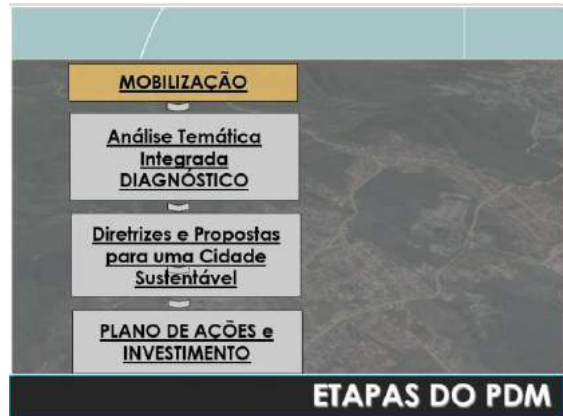 MOBILIZAÇÃO
Análise Temática
Integrada
DIAGNÓSTICO
Diretrizes e Propostas
para uma Cidade
Sustentável
PLANO DE AÇÕES e
INVESTIMENTO
ETAPAS DO PDM